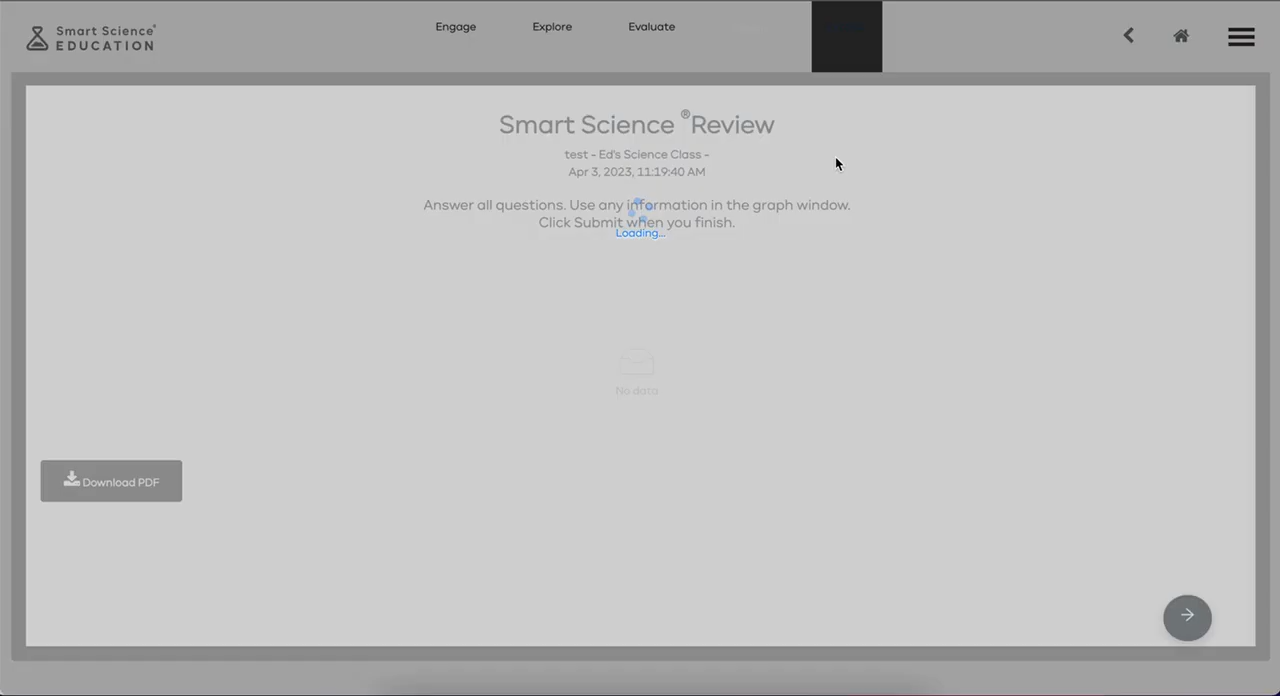 Smart Science®
EDUCATION
Engage Explore Evaluate
Smart Science ®Review
test - Ed's Science Class -
Apr 3, 2023, 11:19:40 AM
Answer all questions. Use any information in the graph window.
Click Submit when you finish.
Loading...
No data
Download PDF